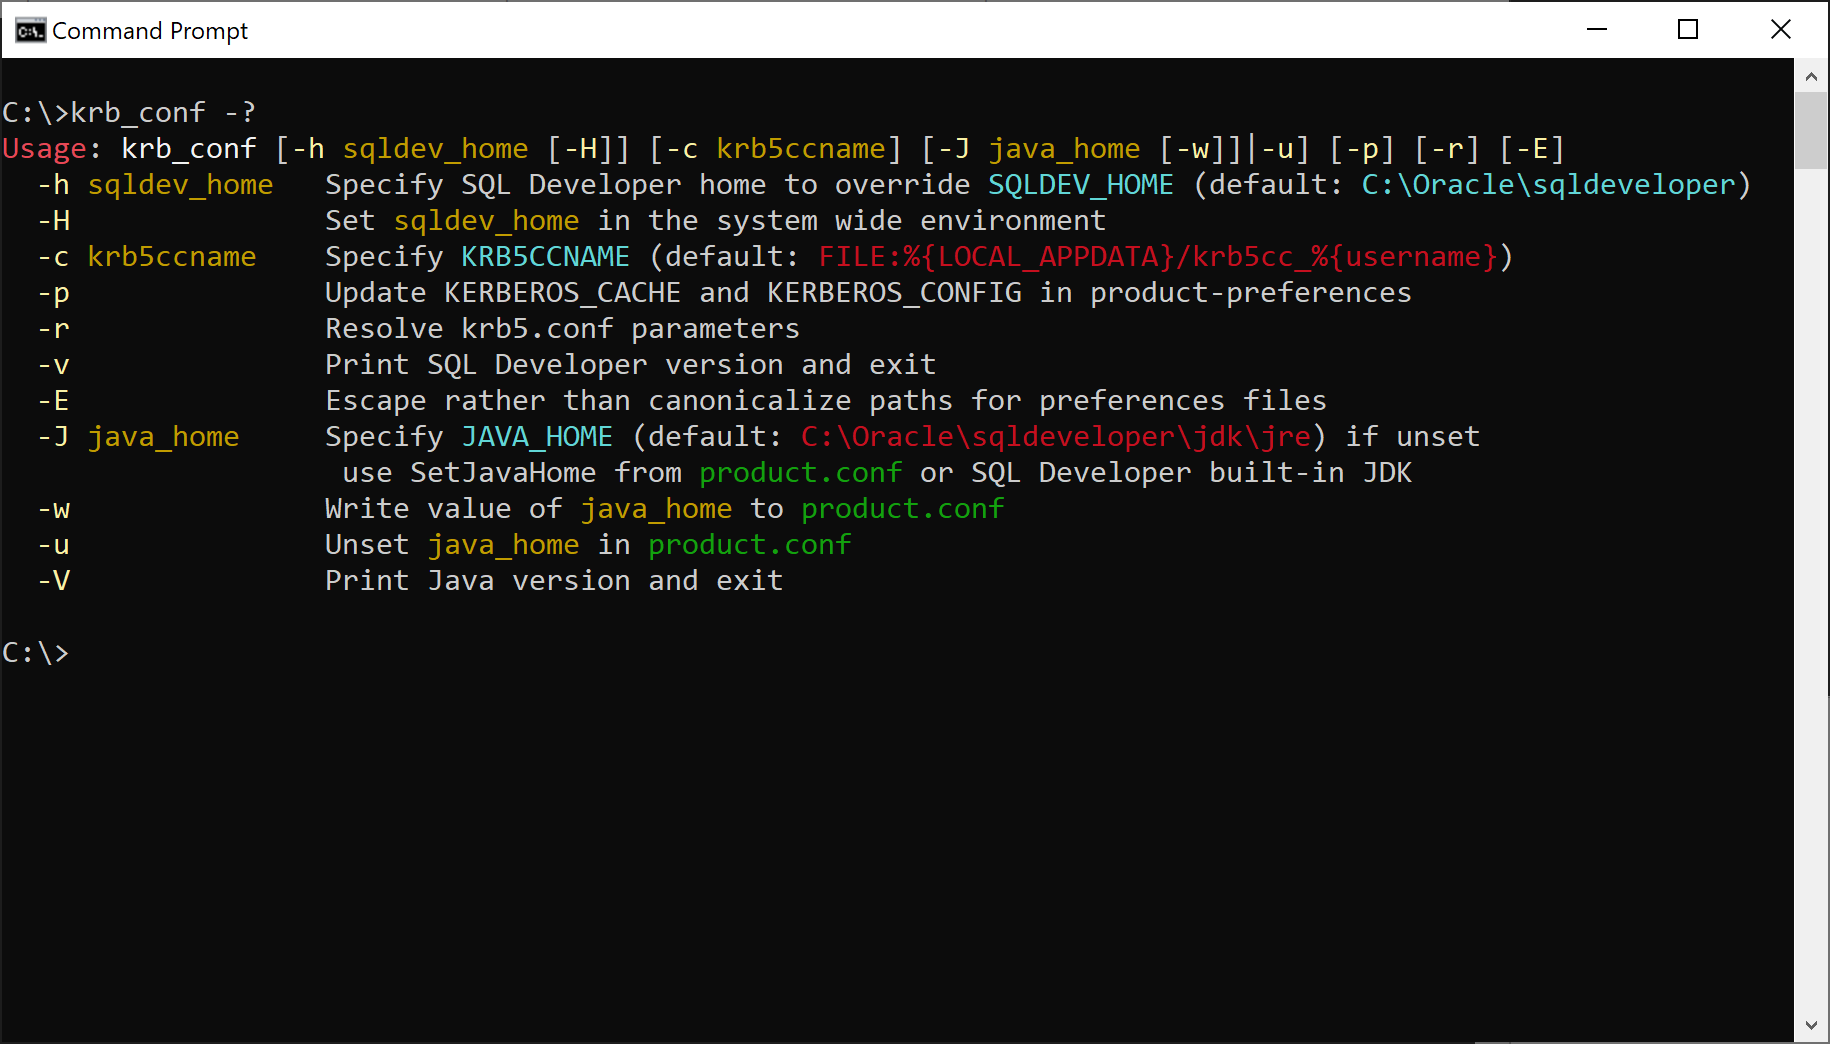 Command Prompt
C:\>krb_conf -?
Usage: krb_conf [-h sqldev_home [-H]] [-c krb5ccname] [-J java_home [-w]]|-u] [-p] [-r] [-E]
  -h sqldev_home   Specify SQL Developer home to override SQLDEV_HOME (default: C:\Oracle\sqldeveloper)
  -H               Set sqldev_home in the system wide environment
  -c krb5ccname    Specify KRB5CCNAME (default: FILE:%{LOCAL_APPDATA}/krb5cc_%{username})
  -p               Update KERBEROS_CACHE and KERBEROS_CONFIG in product-preferences
  -r               Resolve krb5.conf parameters
  -v               Print SQL Developer version and exit
  -E               Escape rather than canonicalize paths for preferences files
  -J java_home     Specify JAVA_HOME (default: C:\Oracle\sqldeveloper\jdk\jre) if unset
                    use SetJavaHome from product.conf or SQL Developer built-in JDK
  -w               Write value of java_home to product.conf
  -u               Unset java_home in product.conf
  -V               Print Java version and exit
C:\>